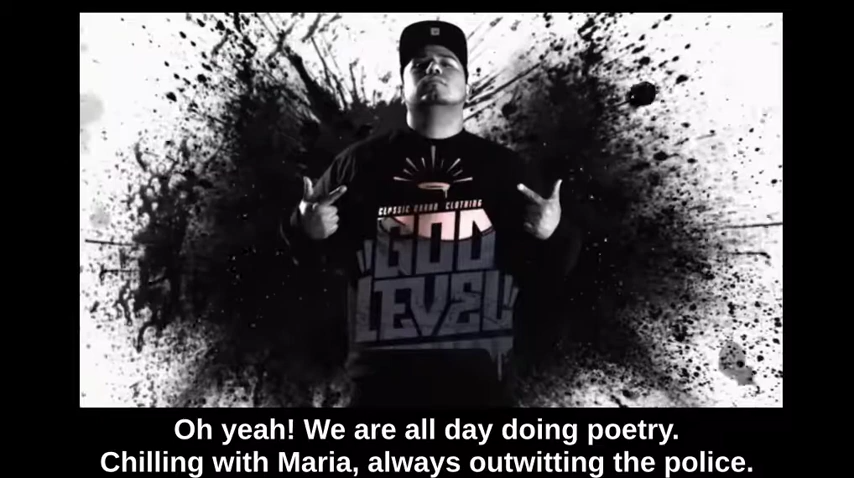 CLASSIC GRAND CLOTHING
GOD
LEVEL
Oh yeah! We are all day doing poetry.
Chilling with Maria, always outwitting the police.